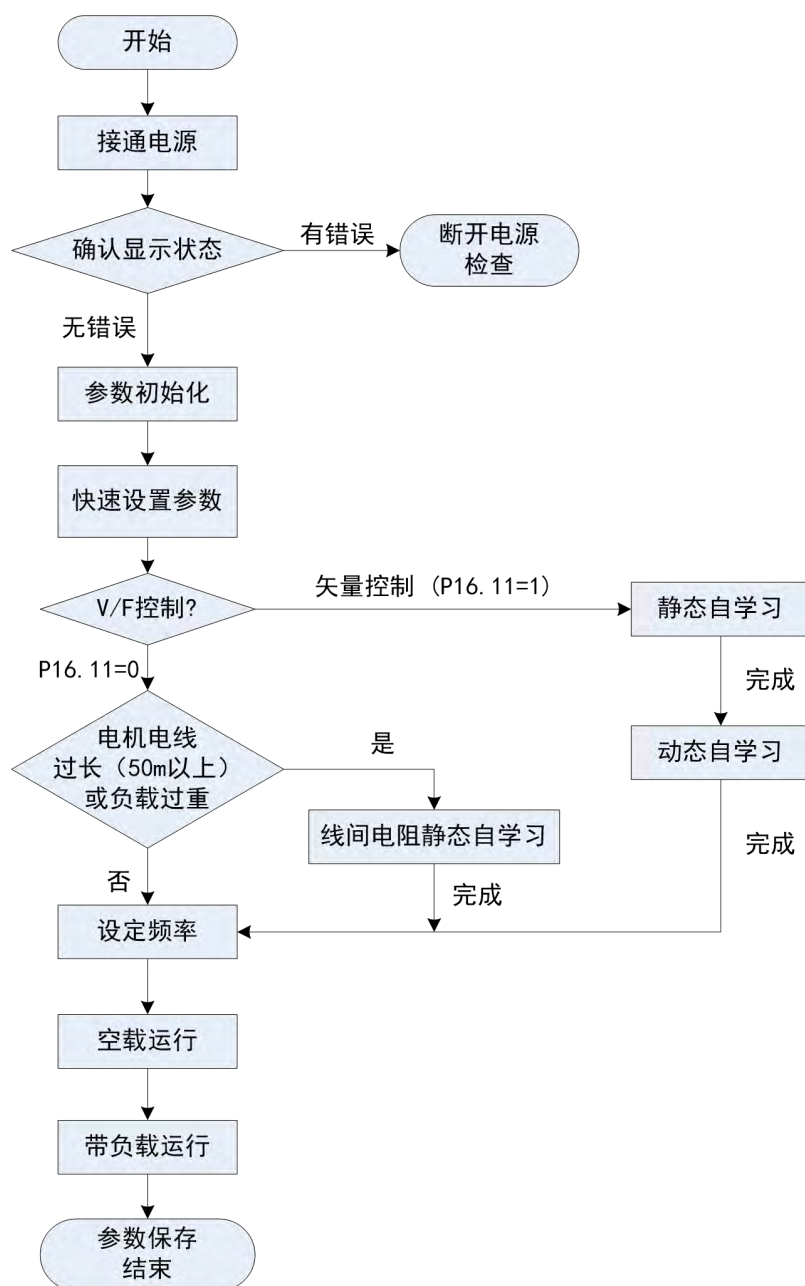 开始
接通电源
确认显示状态
有错误
断开电源
检查
无错误
参数初始化
快速设置参数
V/F控制?
矢量控制 (P16.11=1)
静态自学习
P16.11=0
完成
电机电线
过长（50m以上）
或负载过重
是
动态自学习
线间电阻静态自学习
完成
否
完成
设定频率
空载运行
带负载运行
参数保存
结束